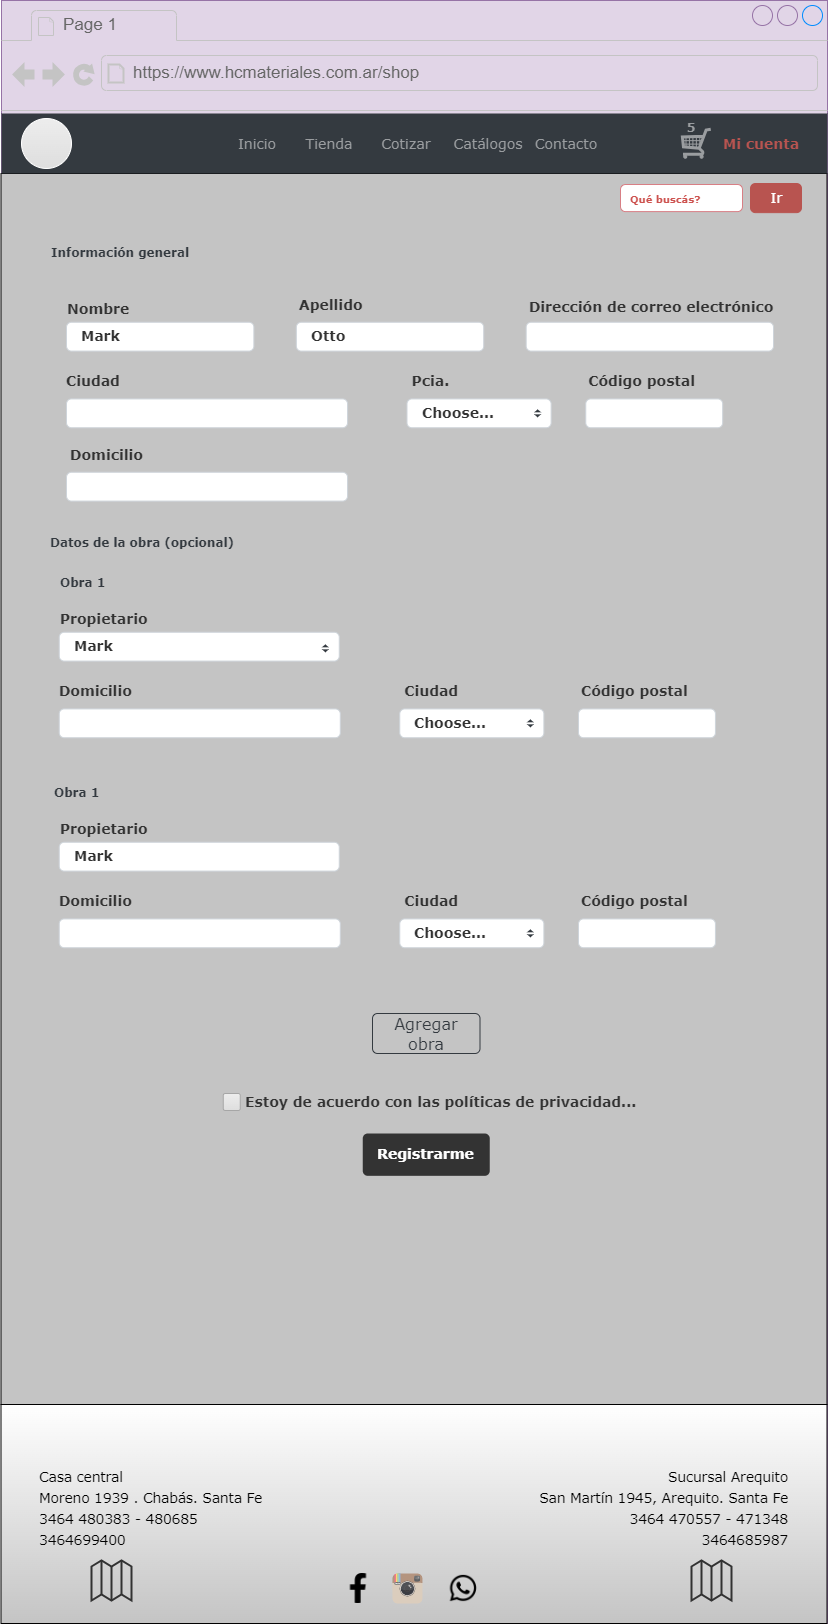 Page 1
https://www.hcmateriales.com.ar/shop
Inicio Tienda Cotizar Catálogos Contacto 5 Mi cuenta
Qué buscás? Ir
Información general
Nombre Apellido Dirección de correo electrónico
Mark Otto
Ciudad Pcia. Código postal
Choose...
Domicilio
Datos de la obra (opcional)
Obra 1
Propietario
Mark
Domicilio Ciudad Código postal
Choose...
Obra 1
Propietario
Mark
Domicilio Ciudad Código postal
Choose...
Agregar
obra
Estoy de acuerdo con las políticas de privacidad...
Registrarme
Casa central
Moreno 1939 . Chabás. Santa Fe
3464 480383 - 480685
3464699400
Sucursal Arequito
San Martín 1945, Arequito. Santa Fe
3464 470557 - 471348
3464685987